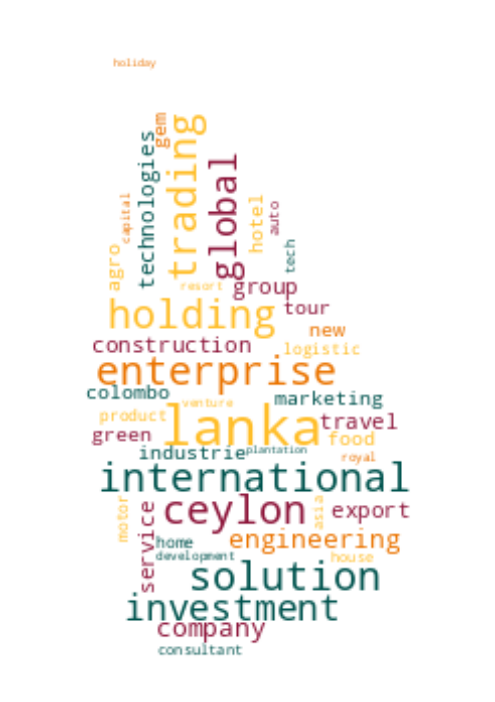 holiday
gem
trading
technologies
global
capital
hotel
auto
agro
tech
resort
group
holding
tour
new
construction
logistic
enterprise
colombo
marketing
venture
product
lanka
travel
green
food
industrie
plantation
royal
international
motor
service
ceylon
asia
export
home
engineering
development
house
solution
investment
company
consultant